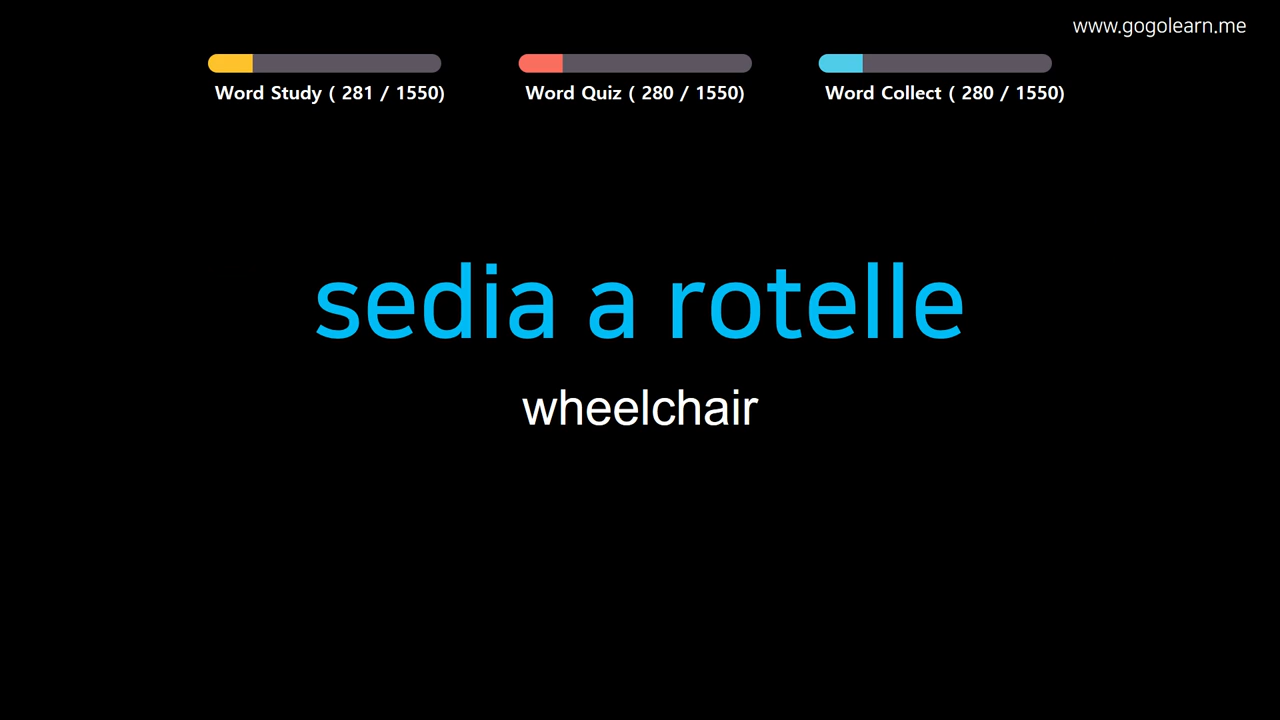 www.gogolearn.me
Word Study ( 281 / 1550)
Word Quiz ( 280 / 1550)
Word Collect ( 280 / 1550)
sedia a rotelle
wheelchair